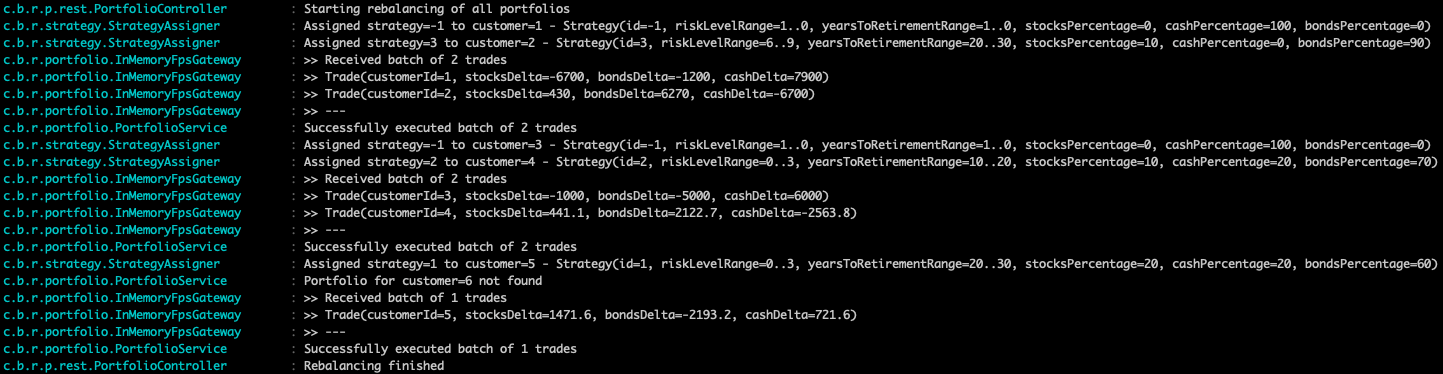 c.b.r.p.rest.PortfolioController : Starting rebalancing of all portfolios
c.b.r.strategy.StrategyAssigner : Assigned strategy=-1 to customer=1 - Strategy(id=-1, riskLevelRange=1..0, yearsToRetirementRange=1..0, stocksPercentage=0, cashPercentage=100, bondsPercentage=0)
c.b.r.strategy.StrategyAssigner : Assigned strategy=3 to customer=2 - Strategy(id=3, riskLevelRange=6..9, yearsToRetirementRange=20..30, stocksPercentage=10, cashPercentage=0, bondsPercentage=90)
c.b.r.portfolio.InMemoryFpsGateway : >> Received batch of 2 trades
c.b.r.portfolio.InMemoryFpsGateway : >> Trade(customerId=1, stocksDelta=-6700, bondsDelta=-1200, cashDelta=7900)
c.b.r.portfolio.InMemoryFpsGateway : >> Trade(customerId=2, stocksDelta=430, bondsDelta=6270, cashDelta=-6700)
c.b.r.portfolio.InMemoryFpsGateway : >> ---
c.b.r.portfolio.PortfolioService : Successfully executed batch of 2 trades
c.b.r.strategy.StrategyAssigner : Assigned strategy=-1 to customer=3 - Strategy(id=-1, riskLevelRange=1..0, yearsToRetirementRange=1..0, stocksPercentage=0, cashPercentage=100, bondsPercentage=0)
c.b.r.strategy.StrategyAssigner : Assigned strategy=2 to customer=4 - Strategy(id=2, riskLevelRange=0..3, yearsToRetirementRange=10..20, stocksPercentage=10, cashPercentage=20, bondsPercentage=70)
c.b.r.portfolio.InMemoryFpsGateway : >> Received batch of 2 trades
c.b.r.portfolio.InMemoryFpsGateway : >> Trade(customerId=3, stocksDelta=-1000, bondsDelta=-5000, cashDelta=6000)
c.b.r.portfolio.InMemoryFpsGateway : >> Trade(customerId=4, stocksDelta=441.1, bondsDelta=2122.7, cashDelta=-2563.8)
c.b.r.portfolio.InMemoryFpsGateway : >> ---
c.b.r.portfolio.PortfolioService : Successfully executed batch of 2 trades
c.b.r.strategy.StrategyAssigner : Assigned strategy=1 to customer=5 - Strategy(id=1, riskLevelRange=0..3, yearsToRetirementRange=20..30, stocksPercentage=20, cashPercentage=20, bondsPercentage=60)
c.b.r.portfolio.PortfolioService : Portfolio for customer=6 not found
c.b.r.portfolio.InMemoryFpsGateway : >> Received batch of 1 trades
c.b.r.portfolio.InMemoryFpsGateway : >> Trade(customerId=5, stocksDelta=1471.6, bondsDelta=-2193.2, cashDelta=721.6)
c.b.r.portfolio.InMemoryFpsGateway : >> ---
c.b.r.portfolio.PortfolioService : Successfully executed batch of 1 trades
c.b.r.p.rest.PortfolioController : Rebalancing finished